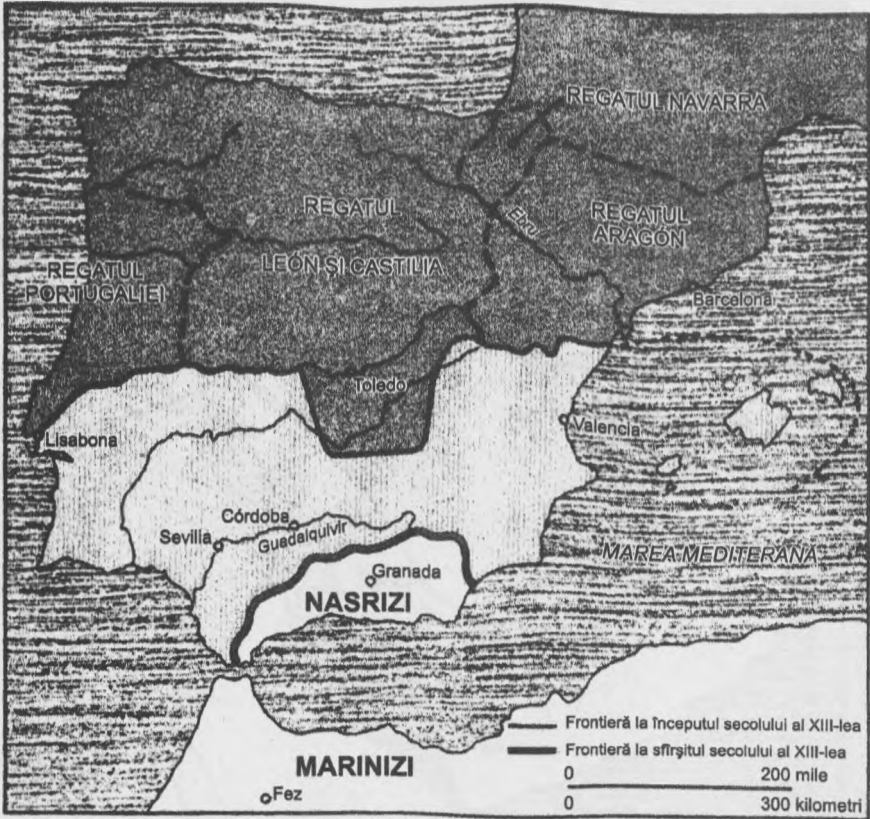 REGATUL NAVARRA
REGATUL
LEÓN ȘI CASTILIA
Ebru
REGATUL
ARAGÓN
REGATUL
PORTUGALIEI
Barcelona
Toledo
Lisabona
Valencia
Córdoba
Sevilla
Guadalquivir
MAREA MEDITERANA
Granada
NASRIZI
MARINIZI
Fez
Frontieră la începutul secolului al XIII-lea
Frontieră la sfîrșitul secolului al XIII-lea
0 200 mile
0 300 kilometri